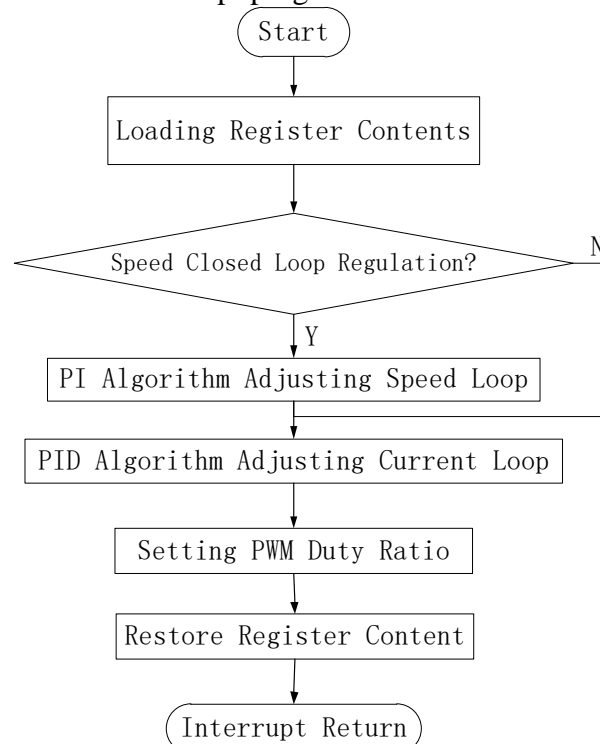 Start
Loading Register Contents
Speed Closed Loop Regulation?
N
Y
PI Algorithm Adjusting Speed Loop
PID Algorithm Adjusting Current Loop
Setting PWM Duty Ratio
Restore Register Content
Interrupt Return